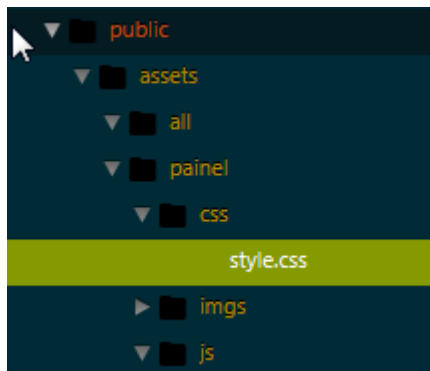 public
assets
all
painel
css
style.css
imgs
js